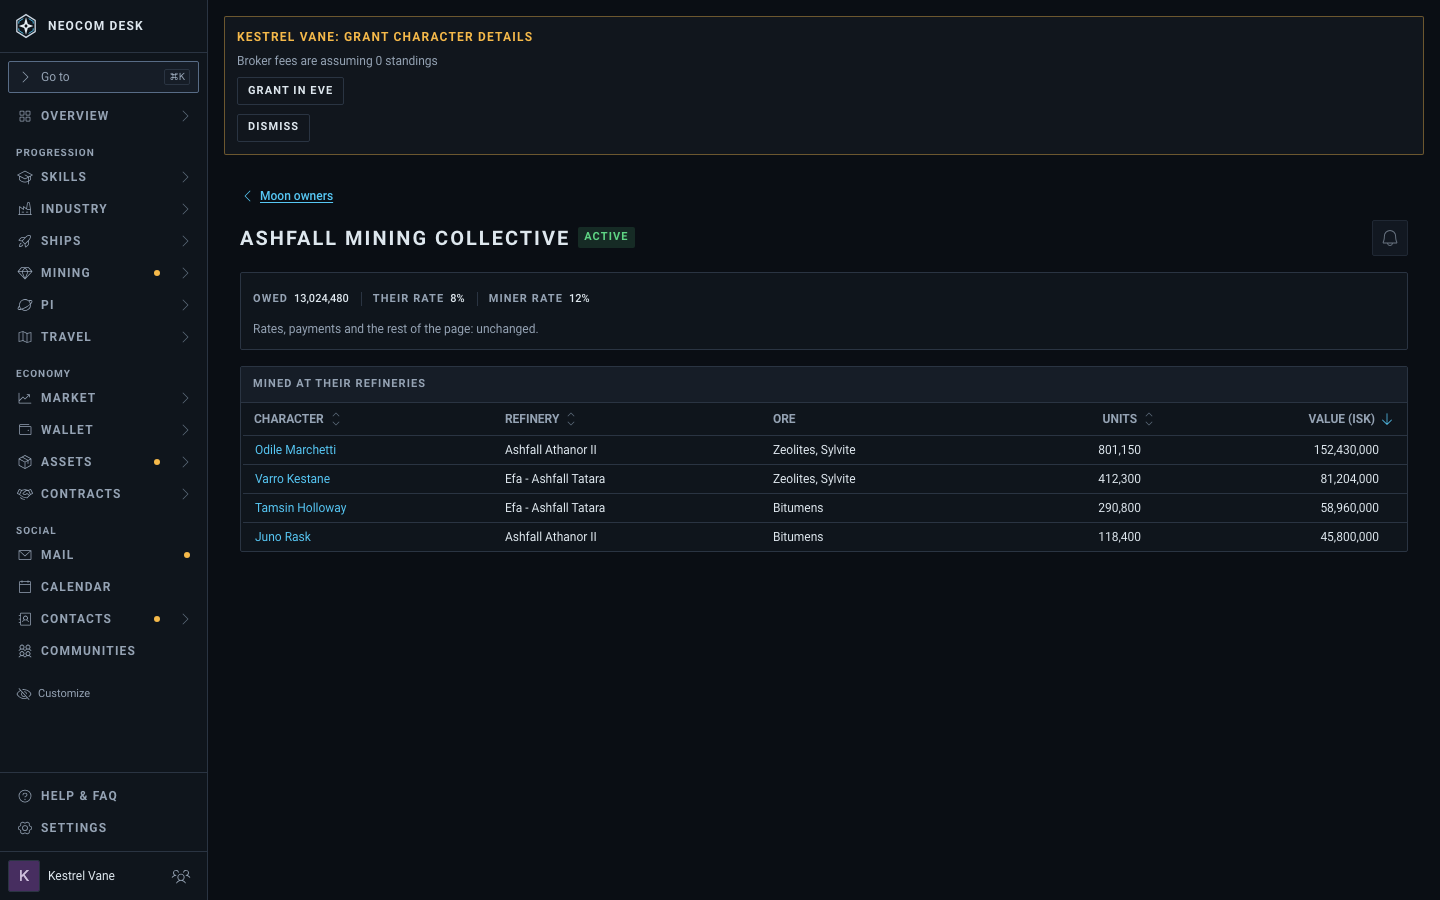 NEOCOM DESK
Go to ⌘K
OVERVIEW
PROGRESSION
SKILLS
INDUSTRY
SHIPS
MINING
PI
TRAVEL
ECONOMY
MARKET
WALLET
ASSETS
CONTRACTS
SOCIAL
MAIL
CALENDAR
CONTACTS
COMMUNITIES
Customize
HELP & FAQ
SETTINGS
K Kestrel Vane
KESTREL VANE: GRANT CHARACTER DETAILS
Broker fees are assuming 0 standings
GRANT IN EVE
DISMISS
Moon owners
ASHFALL MINING COLLECTIVE ACTIVE
OWED 13,024,480 THEIR RATE 8% MINER RATE 12%
Rates, payments and the rest of the page: unchanged.
MINED AT THEIR REFINERIES
CHARACTER REFINERY ORE UNITS VALUE (ISK)
Odile Marchetti Ashfall Athanor II Zeolites, Sylvite 801,150 152,430,000
Varro Kestane Efa - Ashfall Tatara Zeolites, Sylvite 412,300 81,204,000
Tamsin Holloway Efa - Ashfall Tatara Bitumens 290,800 58,960,000
Juno Rask Ashfall Athanor II Bitumens 118,400 45,800,000